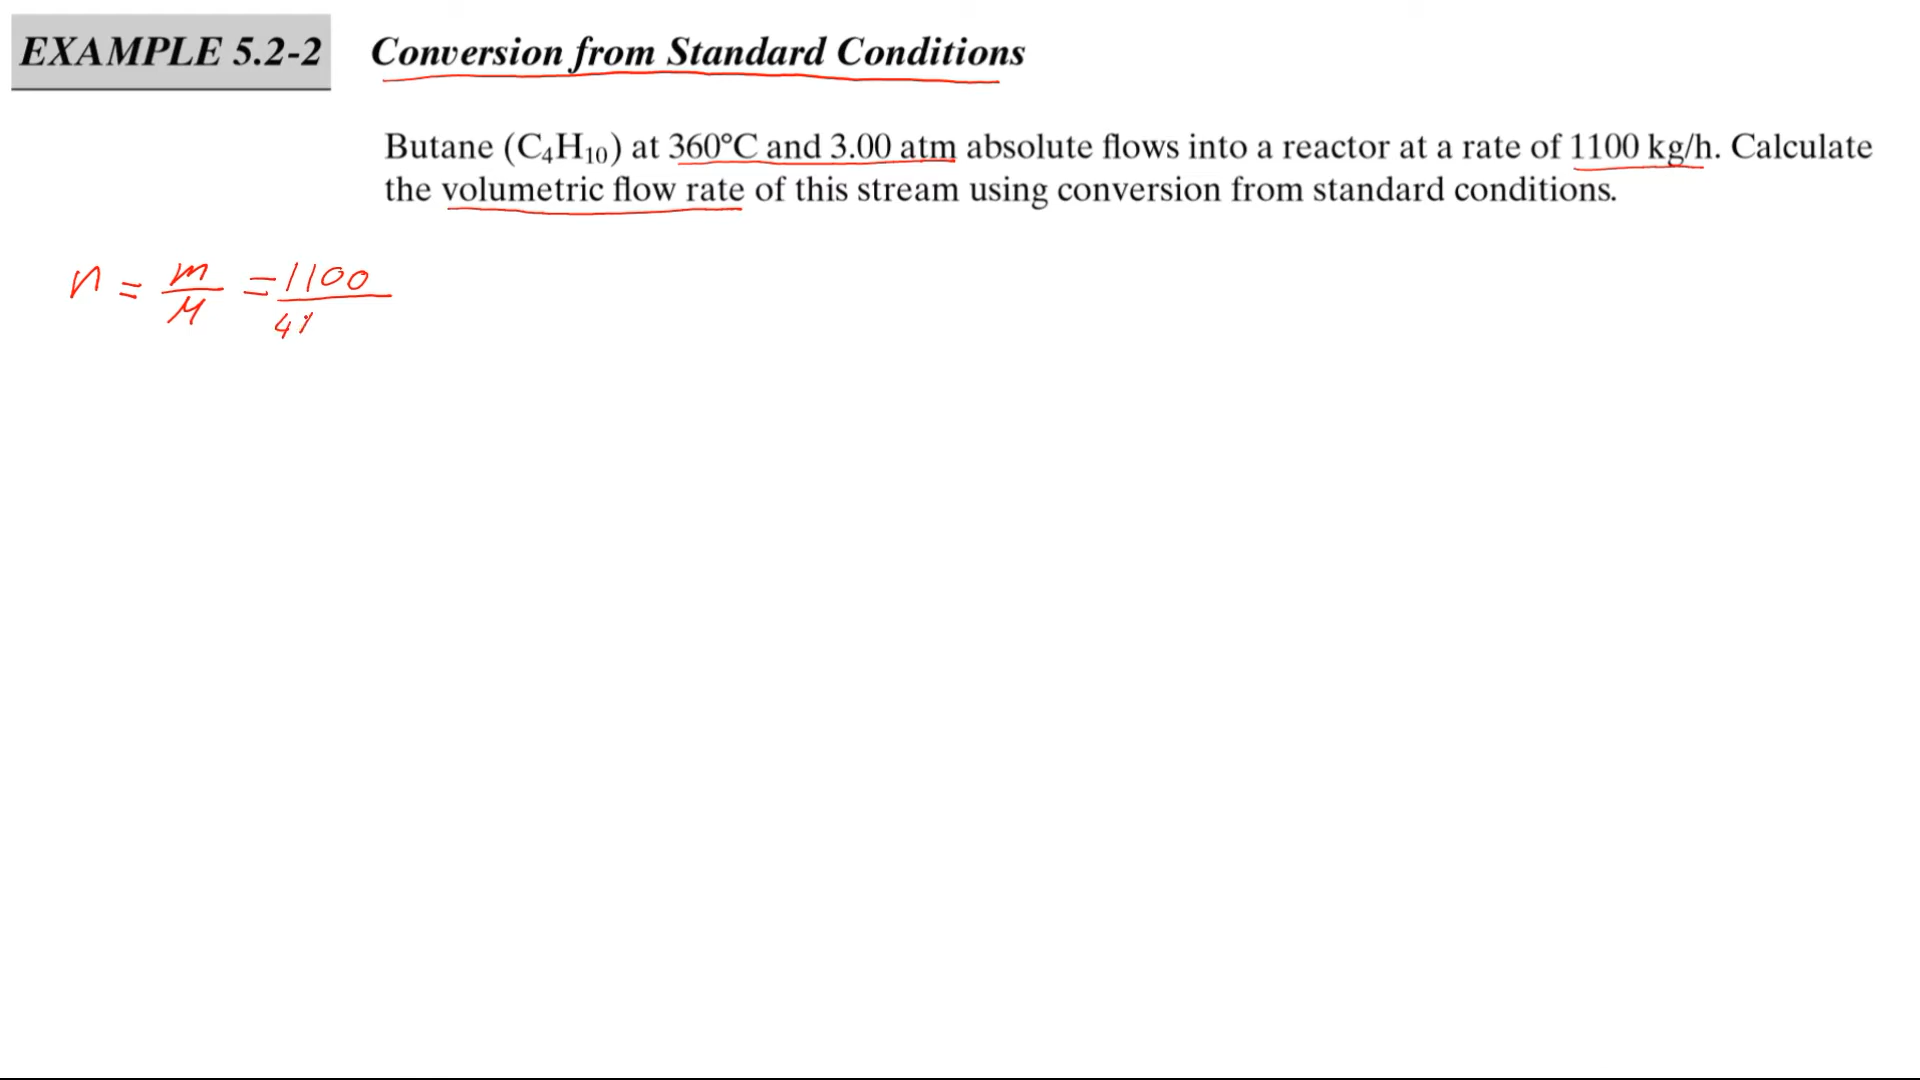 EXAMPLE 5.2-2 Conversion from Standard Conditions
Butane (C₄H₁₀) at 360°C and 3.00 atm absolute flows into a reactor at a rate of 1100 kg/h. Calculate
the volumetric flow rate of this stream using conversion from standard conditions.
n = m/M = 1100/4